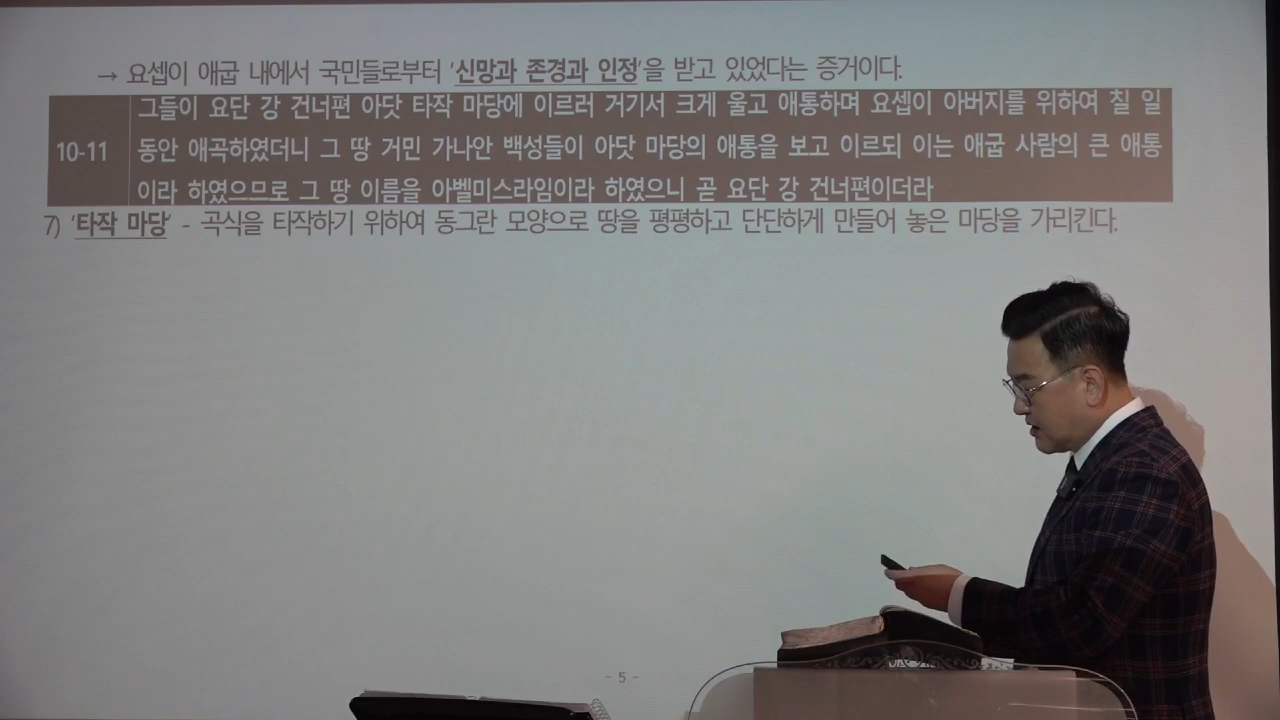 → 요셉이 애굽 내에서 국민들로부터 '신망과 존경과 인정'을 받고 있었다는 증거이다.
10-11
그들이 요단 강 건너편 아닷 타작 마당에 이르러 거기서 크게 울고 애통하며 요셉이 아버지를 위하여 칠 일
동안 애곡하였더니 그 땅 거민 가나안 백성들이 아닷 마당의 애통을 보고 이르되 이는 애굽 사람의 큰 애통
이라 하였으므로 그 땅 이름을 아벨미스라임이라 하였으니 곧 요단 강 건너편이더라
7) '타작 마당' - 곡식을 타작하기 위하여 동그란 모양으로 땅을 평평하고 단단하게 만들어 놓은 마당을 가리킨다.
- 5 -